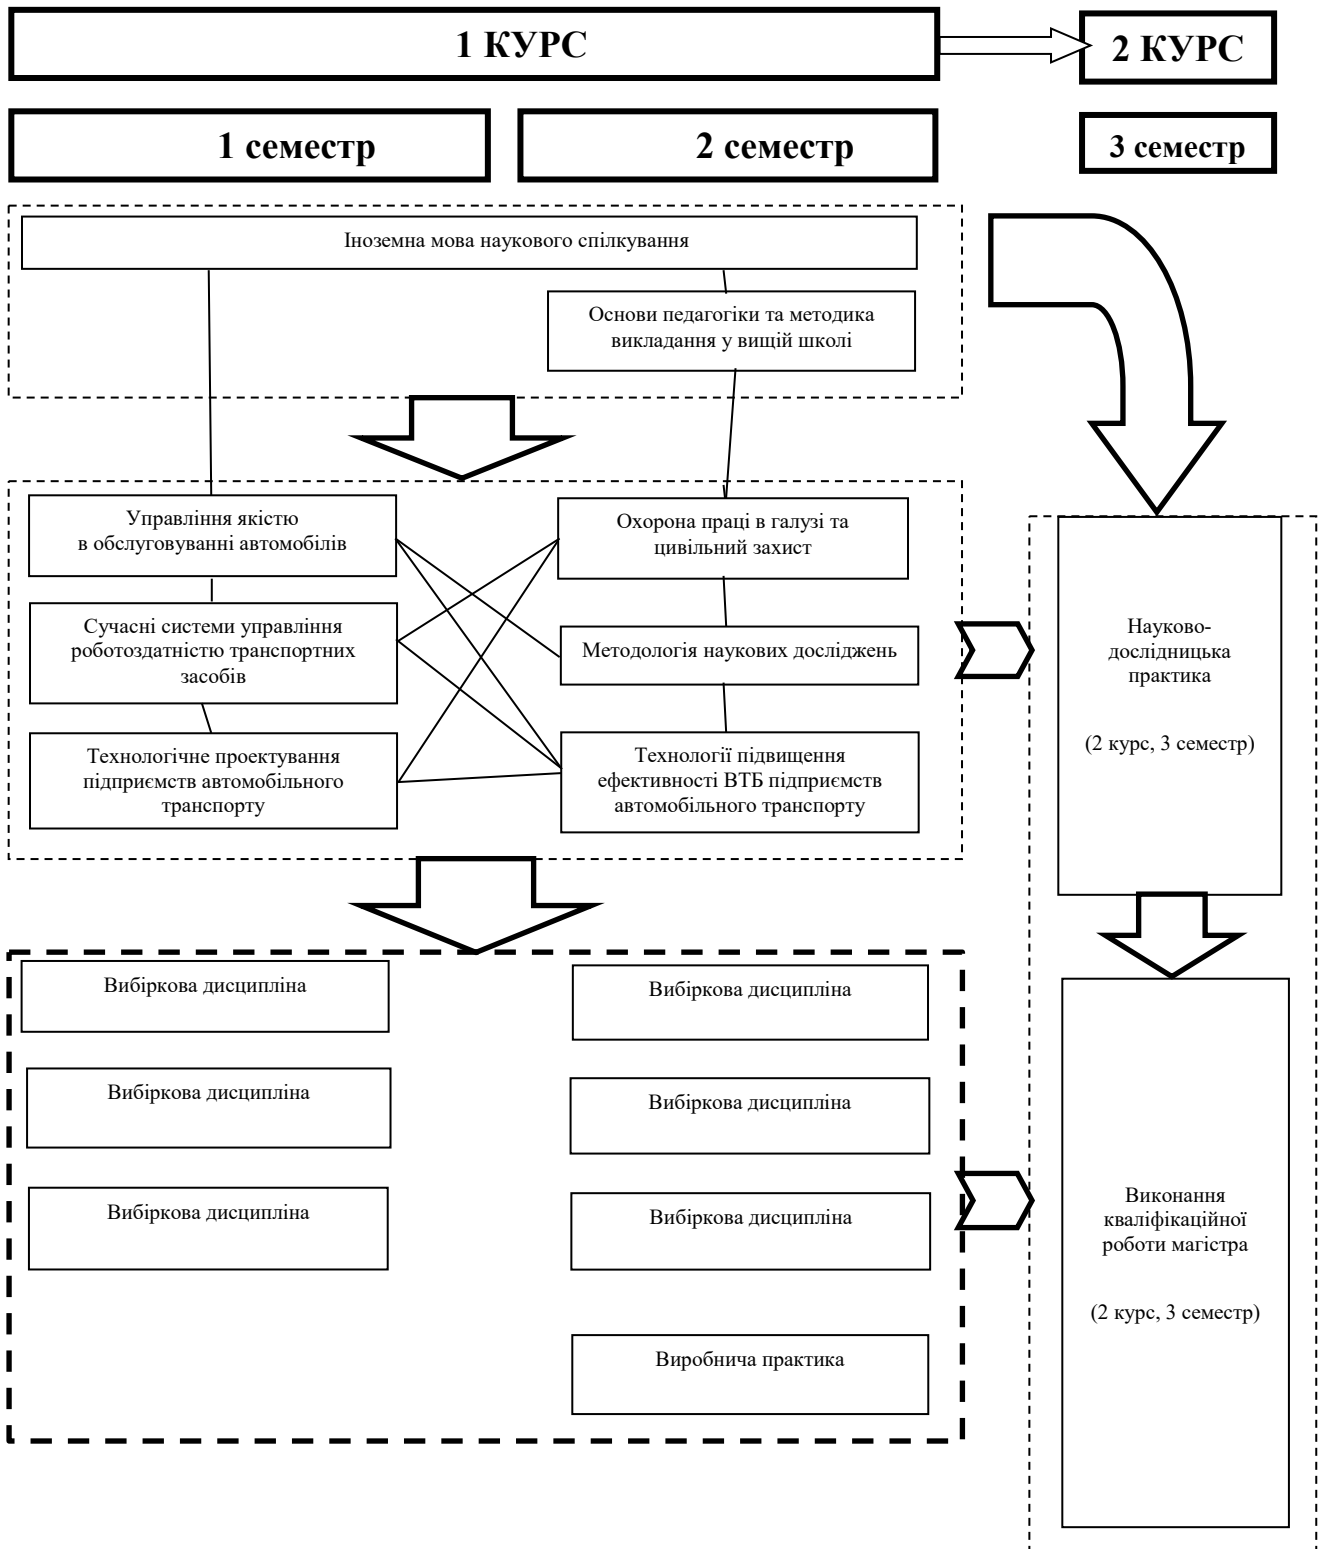 1 КУРС
2 КУРС
1 семестр
2 семестр
3 семестр
Іноземна мова наукового спілкування
Основи педагогіки та методика
викладання у вищій школі
Управління якістю
в обслуговуванні автомобілів
Охорона праці в галузі та
цивільний захист
Сучасні системи управління
роботоздатністю транспортних
засобів
Методологія наукових досліджень
Технологічне проектування
підприємств автомобільного
транспорту
Технології підвищення
ефективності ВТБ підприємств
автомобільного транспорту
Науково-
дослідницька
практика
(2 курс, 3 семестр)
Вибіркова дисципліна
Вибіркова дисципліна
Вибіркова дисципліна
Вибіркова дисципліна
Вибіркова дисципліна
Вибіркова дисципліна
Виробнича практика
Виконання
кваліфікаційної
роботи магістра
(2 курс, 3 семестр)